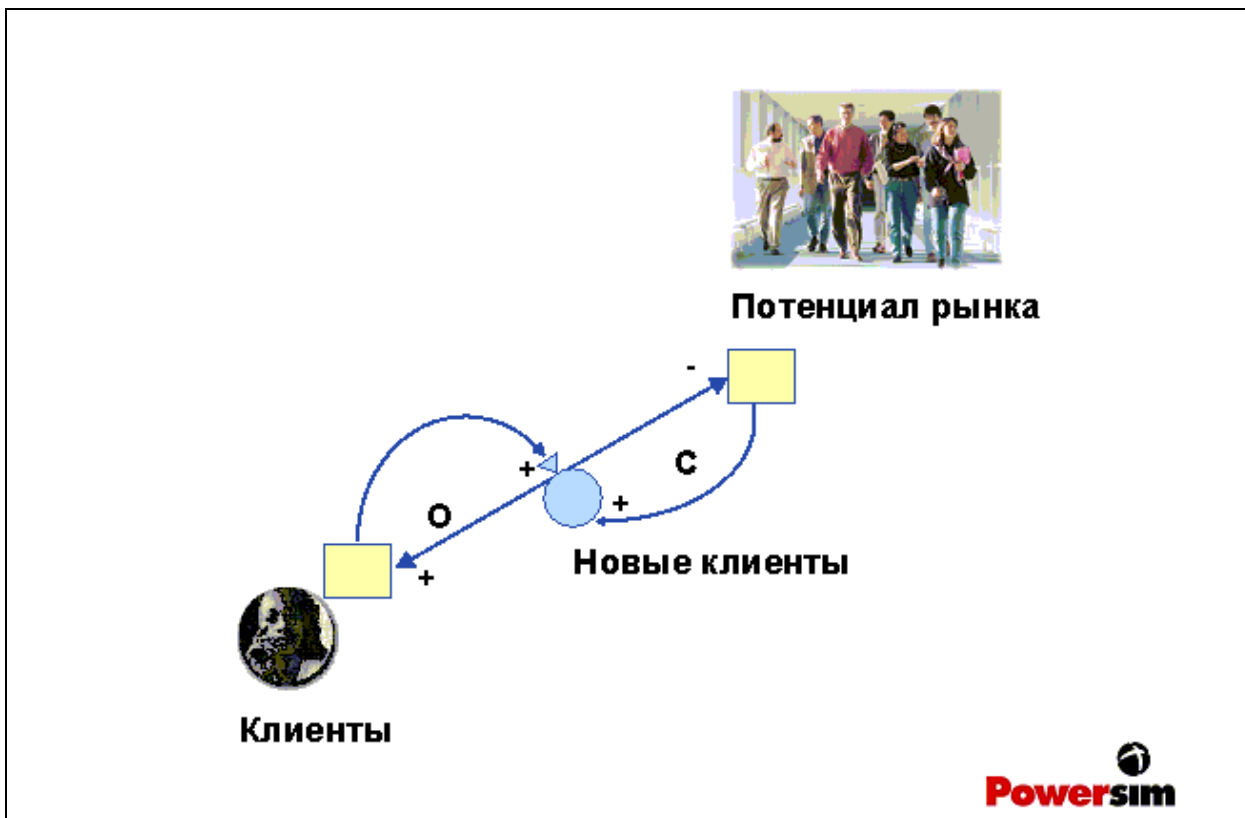 Потенциал рынка
-
+
С
+
О
Новые клиенты
+
Клиенты
Powersim